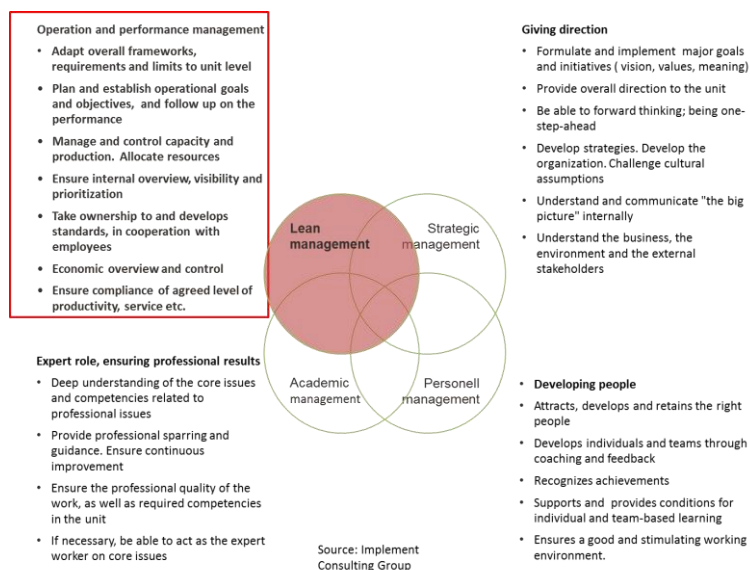 Operation and performance management
• Adapt overall frameworks,
requirements and limits to unit level
• Plan and establish operational goals
and objectives, and follow up on the
performance
• Manage and control capacity and
production. Allocate resources
• Ensure internal overview, visibility and
prioritization
• Take ownership to and develops
standards, in cooperation with
employees
• Economic overview and control
• Ensure compliance of agreed level of
productivity, service etc.
Giving direction
• Formulate and implement major goals
and initiatives ( vision, values, meaning)
• Provide overall direction to the unit
• Be able to forward thinking; being one-
step-ahead
• Develop strategies. Develop the
organization. Challenge cultural
assumptions
• Understand and communicate "the big
picture" internally
• Understand the business, the
environment and the external
stakeholders
Lean
management
Strategic
management
Academic
management
Personell
management
Expert role, ensuring professional results
• Deep understanding of the core issues
and competencies related to
professional issues
• Provide professional sparring and
guidance. Ensure continuous
improvement
• Ensure the professional quality of the
work, as well as required competencies
in the unit
• If necessary, be able to act as the expert
worker on core issues
• Developing people
• Attracts, develops and retains the right
people
• Develops individuals and teams through
coaching and feedback
• Recognizes achievements
• Supports and provides conditions for
individual and team-based learning
• Ensures a good and stimulating working
environment.
Source: Implement
Consulting Group